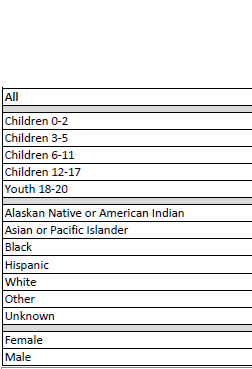 All
Children 0-2
Children 3-5
Children 6-11
Children 12-17
Youth 18-20
Alaskan Native or American Indian
Asian or Pacific Islander
Black
Hispanic
White
Other
Unknown
Female
Male